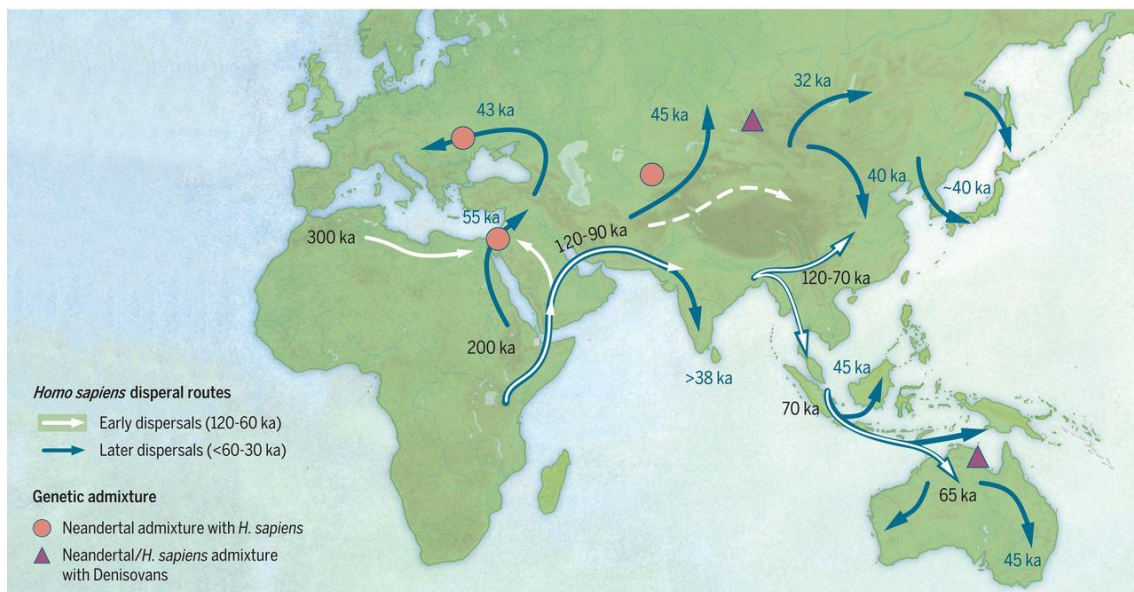 32 ka
43 ka
45 ka
40 ka
~40 ka
55 ka
300 ka
120-90 ka
120-70 ka
200 ka
45 ka
>38 ka
70 ka
65 ka
45 ka
Homo sapiens disperal routes
Early dispersals (120-60 ka)
Later dispersals (<60-30 ka)
Genetic admixture
Neandertal admixture with H. sapiens
Neandertal/H. sapiens admixture
with Denisovans